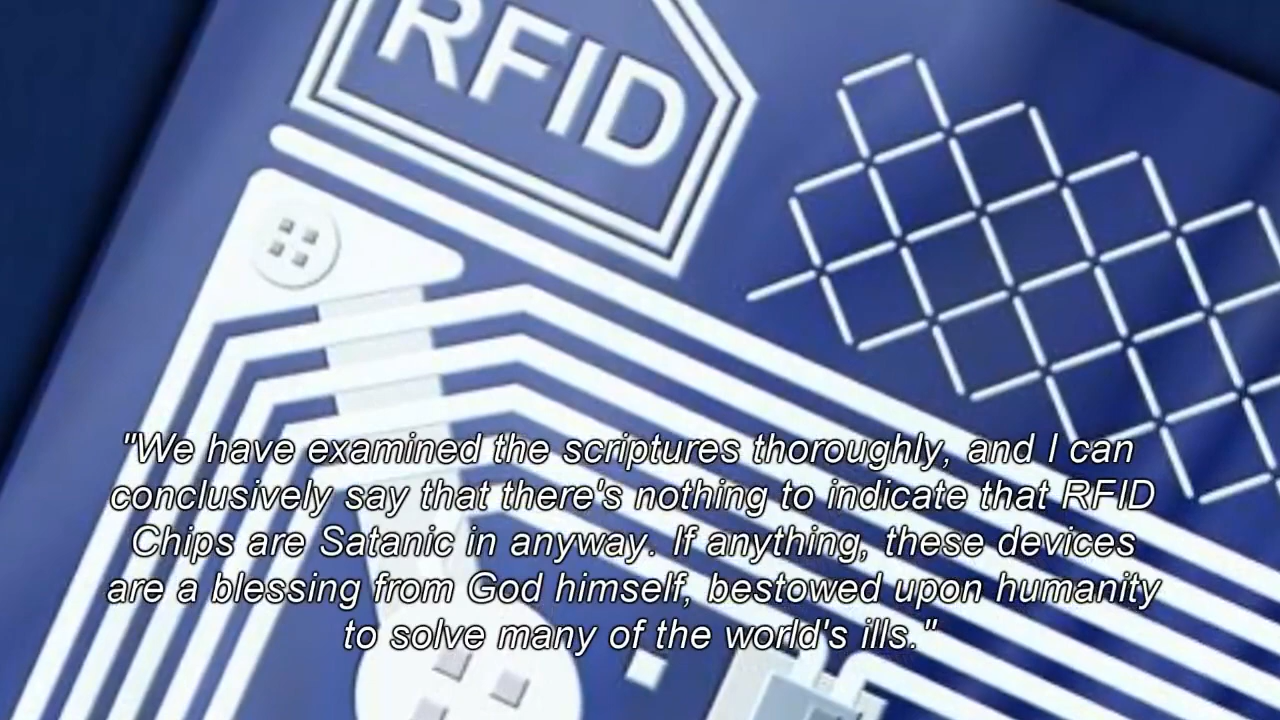 RFID
"We have examined the scriptures thoroughly, and I can
conclusively say that there's nothing to indicate that RFID
Chips are Satanic in anyway. If anything, these devices
are a blessing from God himself, bestowed upon humanity
to solve many of the world's ills."